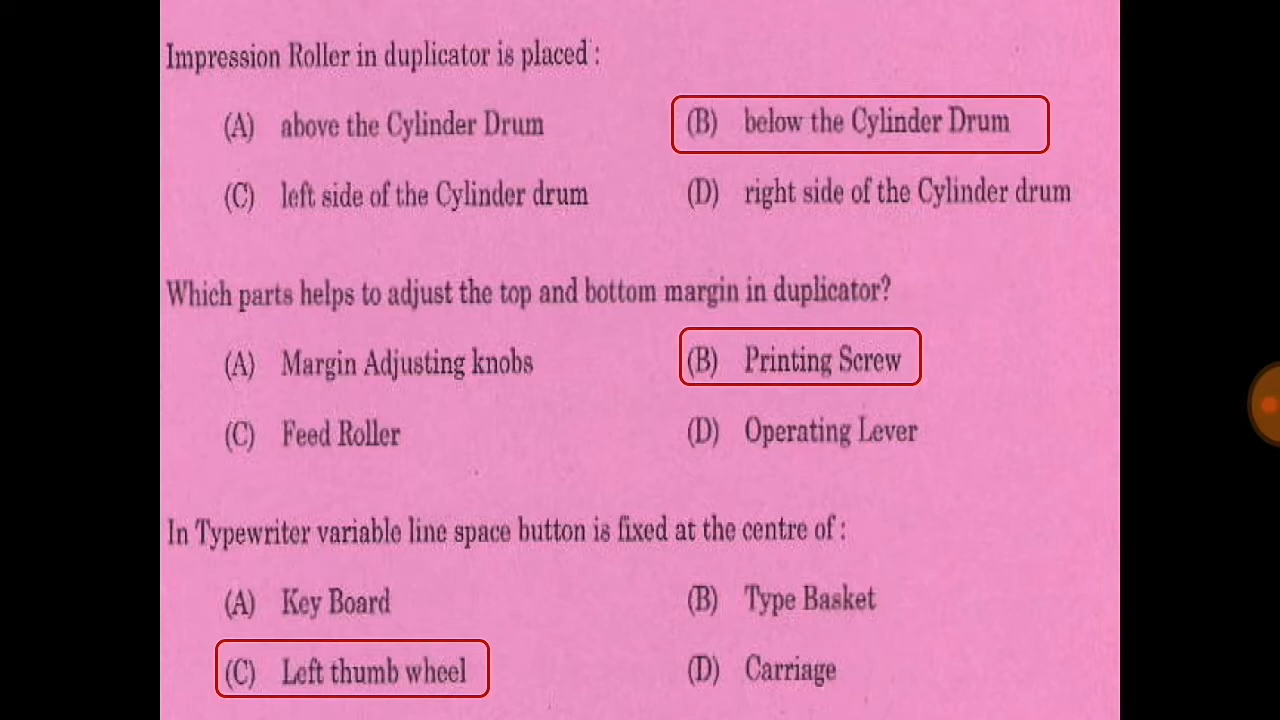 Impression Roller in duplicator is placed :
(A) above the Cylinder Drum (B) below the Cylinder Drum
(C) left side of the Cylinder drum (D) right side of the Cylinder drum
Which parts helps to adjust the top and bottom margin in duplicator?
(A) Margin Adjusting knobs (B) Printing Screw
(C) Feed Roller (D) Operating Lever
In Typewriter variable line space button is fixed at the centre of :
(A) Key Board (B) Type Basket
(C) Left thumb wheel (D) Carriage